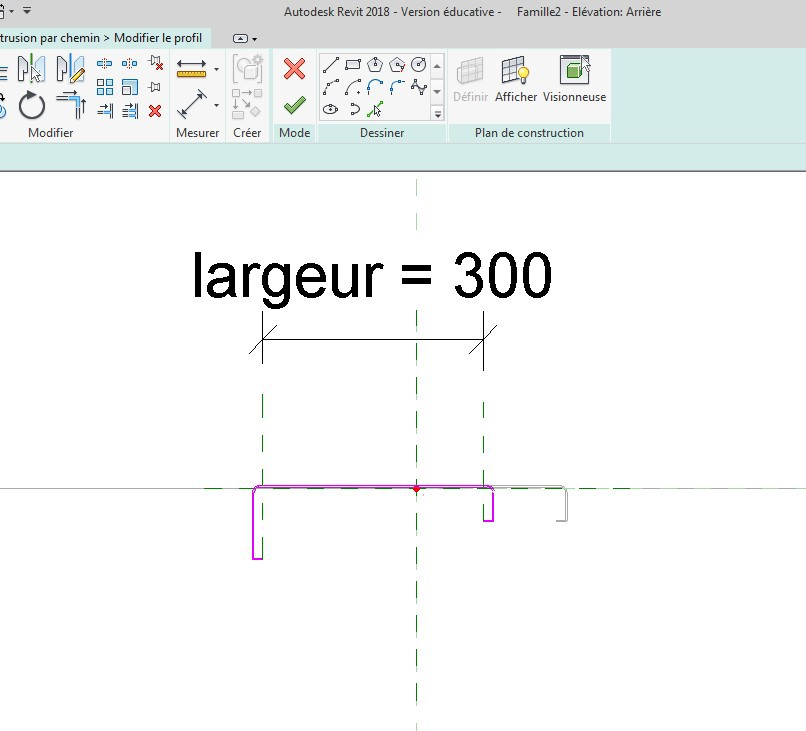 Autodesk Revit 2018 - Version éducative -     Famille2 - Elévation: Arrière
trusion par chemin > Modifier le profil
Définir Afficher Visionneuse
Modifier Mesurer Créer Mode Dessiner Plan de construction
largeur = 300